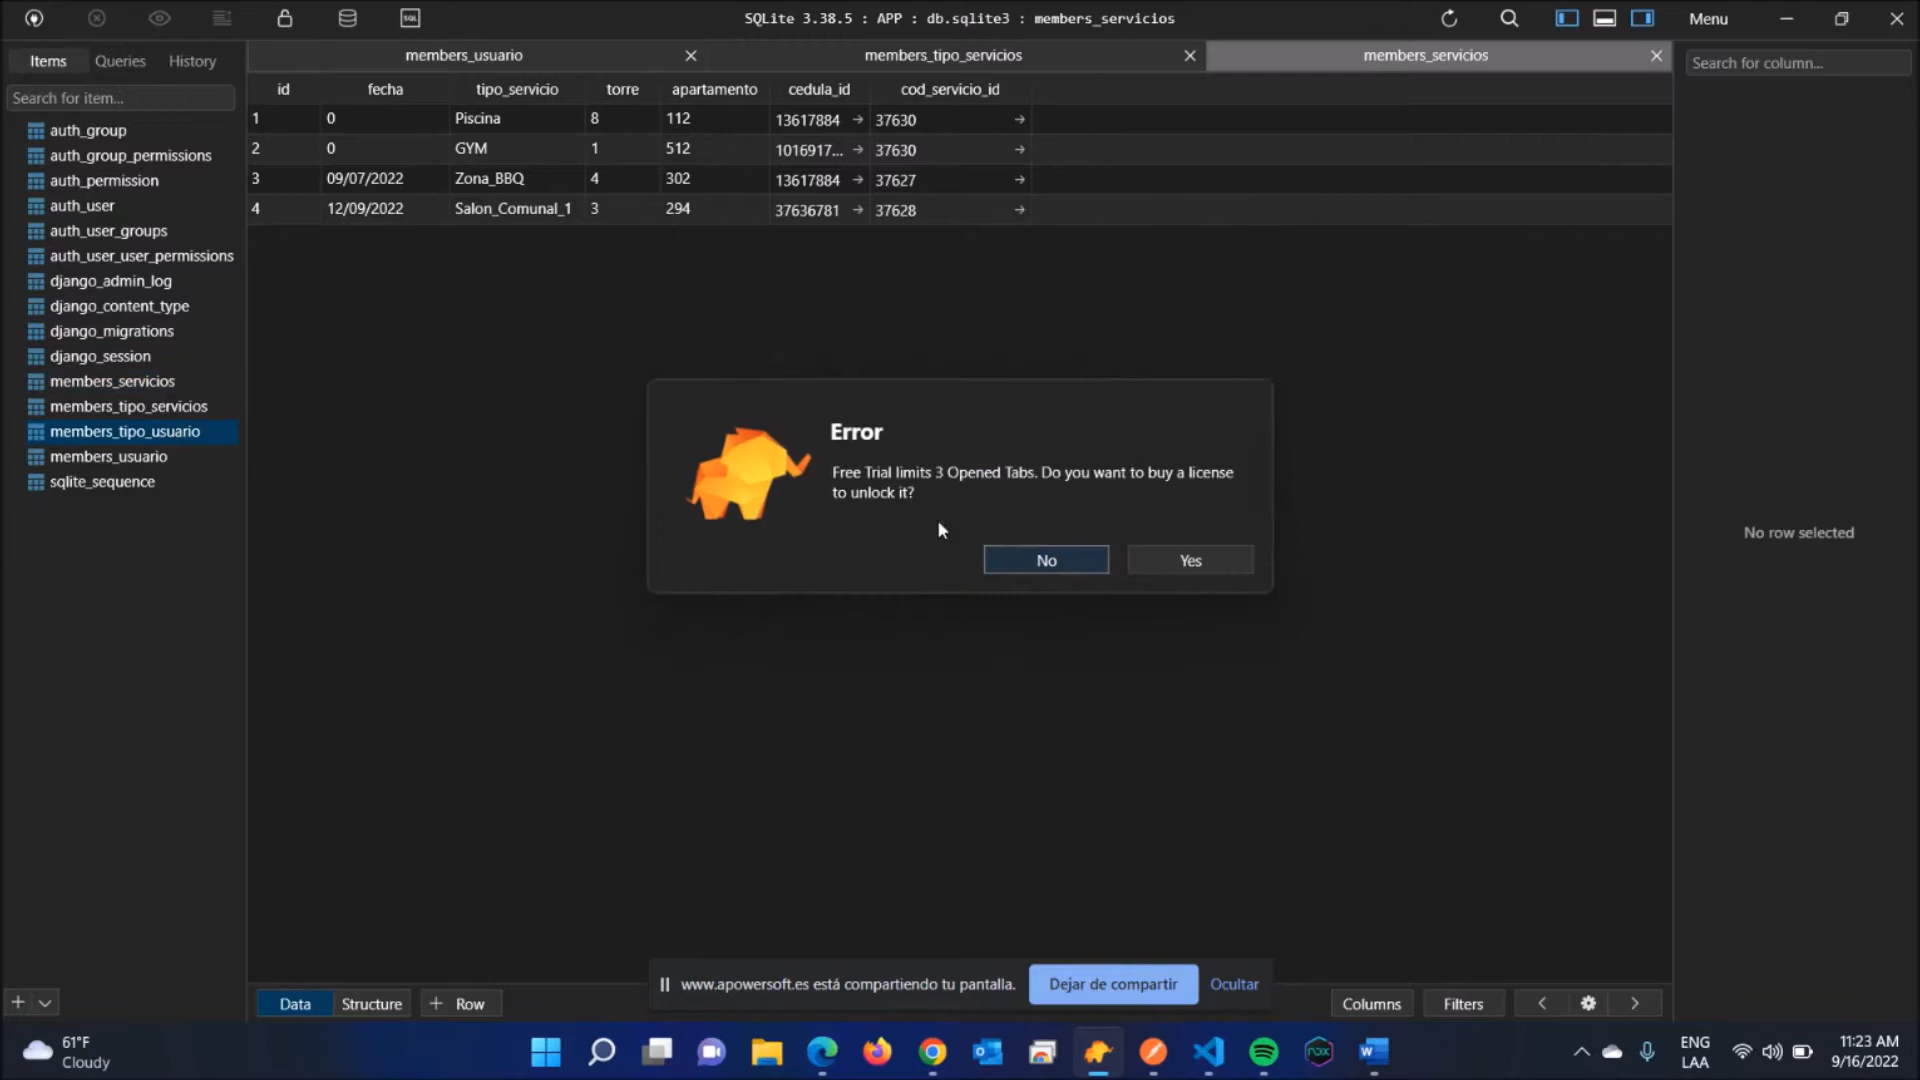 SQLite 3.38.5 : APP : db.sqlite3 : members_servicios
Menu
SQL
Items Queries History
Search for item...
auth_group
auth_group_permissions
auth_permission
auth_user
auth_user_groups
auth_user_user_permissions
django_admin_log
django_content_type
django_migrations
django_session
members_servicios
members_tipo_servicios
members_tipo_usuario
members_usuario
sqlite_sequence
members_usuario members_tipo_servicios members_servicios
id fecha tipo_servicio torre apartamento cedula_id cod_servicio_id
1 0 Piscina 8 112 13617884 → 37630 →
2 0 GYM 1 512 1016917... → 37630 →
3 09/07/2022 Zona_BBQ 4 302 13617884 → 37627 →
4 12/09/2022 Salon_Comunal_1 3 294 37636781 → 37628 →
Search for column...
No row selected
Error
Free Trial limits 3 Opened Tabs. Do you want to buy a license
to unlock it?
No Yes
www.apowersoft.es está compartiendo tu pantalla. Dejar de compartir Ocultar
Data Structure + Row
Columns Filters
61°F
Coudy
nox
ENG
LAA
11:23 AM
9/16/2022